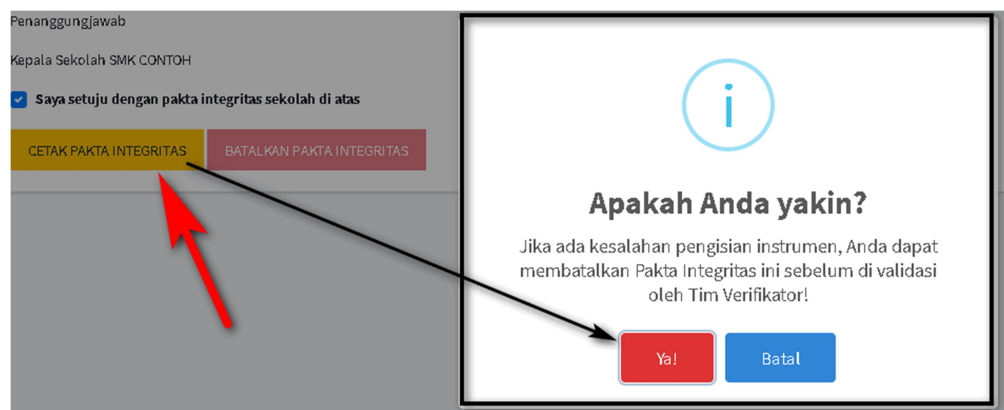 Penanggungjawab
Kepala Sekolah SMK CONTOH
Saya setuju dengan pakta integritas sekolah di atas
CETAK PAKTA INTEGRITAS
BATALKAN PAKTA INTEGRITAS
i
Apakah Anda yakin?
Jika ada kesalahan pengisian instrumen, Anda dapat
membatalkan Pakta Integritas ini sebelum di validasi
oleh Tim Verifikator!
Ya!
Batal